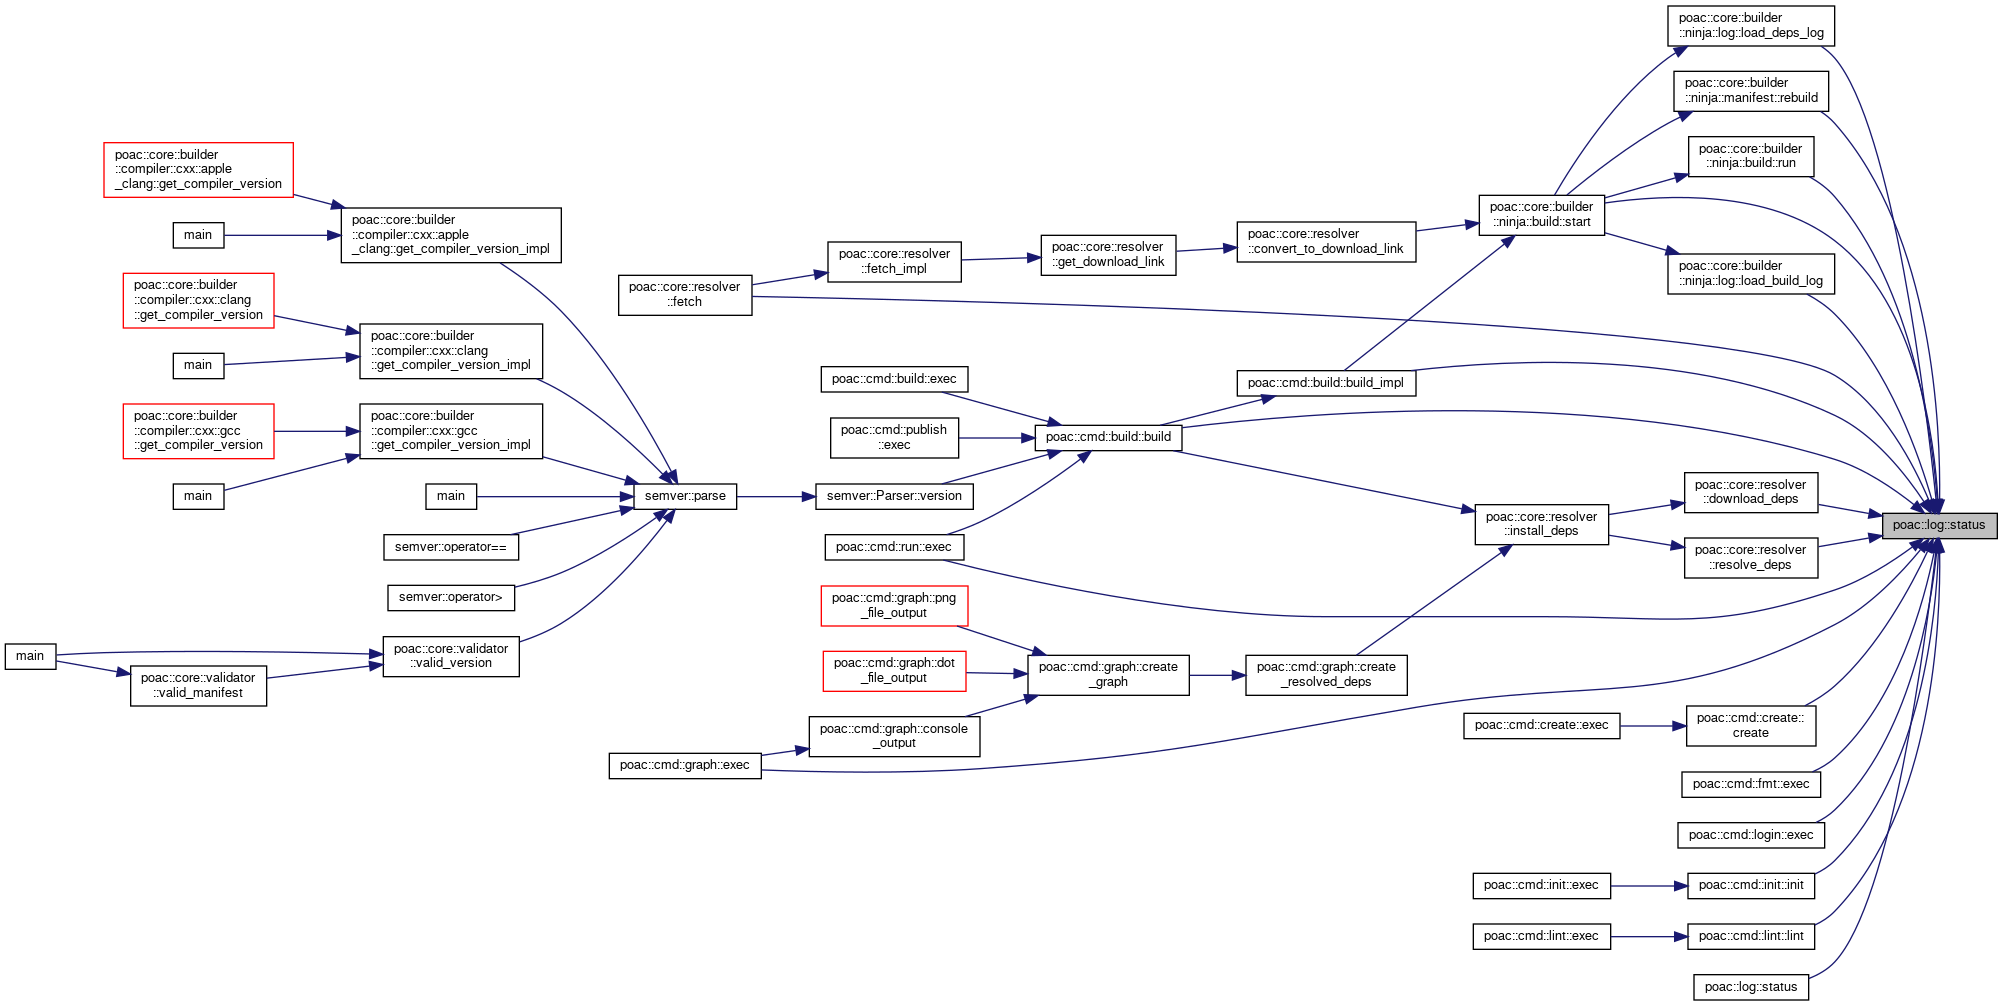 poac::core::builder
::ninja::log::load_deps_log
poac::core::builder
::ninja::manifest::rebuild
poac::core::builder
::ninja::build::run
poac::core::builder
::compiler::cxx::apple
_clang::get_compiler_version
main
poac::core::builder
::compiler::cxx::apple
_clang::get_compiler_version_impl
poac::core::builder
::ninja::build::start
poac::core::resolver
::convert_to_download_link
poac::core::resolver
::get_download_link
poac::core::resolver
::fetch_impl
poac::core::resolver
::fetch
poac::core::builder
::ninja::log::load_build_log
poac::core::builder
::compiler::cxx::clang
::get_compiler_version
main
poac::core::builder
::compiler::cxx::clang
::get_compiler_version_impl
poac::cmd::build::exec
poac::cmd::build::build_impl
poac::core::builder
::compiler::cxx::gcc
::get_compiler_version
main
poac::core::builder
::compiler::cxx::gcc
::get_compiler_version_impl
poac::cmd::publish
::exec
poac::cmd::build::build
main
semver::parse
semver::Parser::version
poac::core::resolver
::download_deps
poac::log::status
poac::core::resolver
::install_deps
poac::core::resolver
::resolve_deps
semver::operator==
poac::cmd::run::exec
semver::operator>
poac::cmd::graph::png
_file_output
main
poac::core::validator
::valid_manifest
poac::core::validator
::valid_version
poac::cmd::graph::dot
_file_output
poac::cmd::graph::create
_graph
poac::cmd::graph::create
_resolved_deps
poac::cmd::graph::console
_output
poac::cmd::graph::exec
poac::cmd::create::exec
poac::cmd::create::
create
poac::cmd::fmt::exec
poac::cmd::login::exec
poac::cmd::init::exec
poac::cmd::init::init
poac::cmd::lint::exec
poac::cmd::lint::lint
poac::log::status